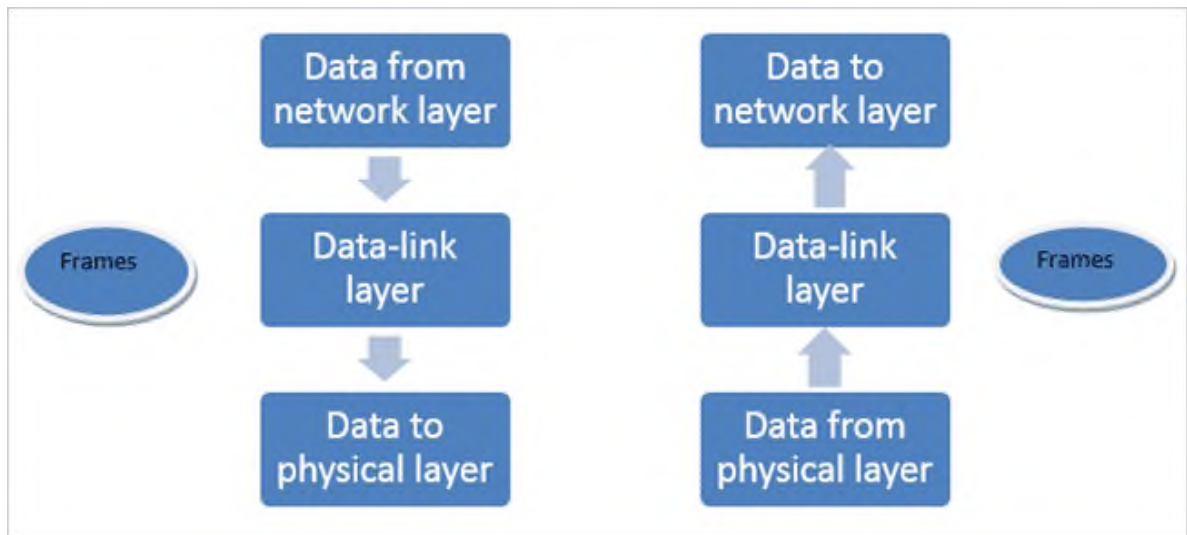 Data from
network layer
Data to
network layer
Frames
Data-link
layer
Data-link
layer
Frames
Data to
physical layer
Data from
physical layer